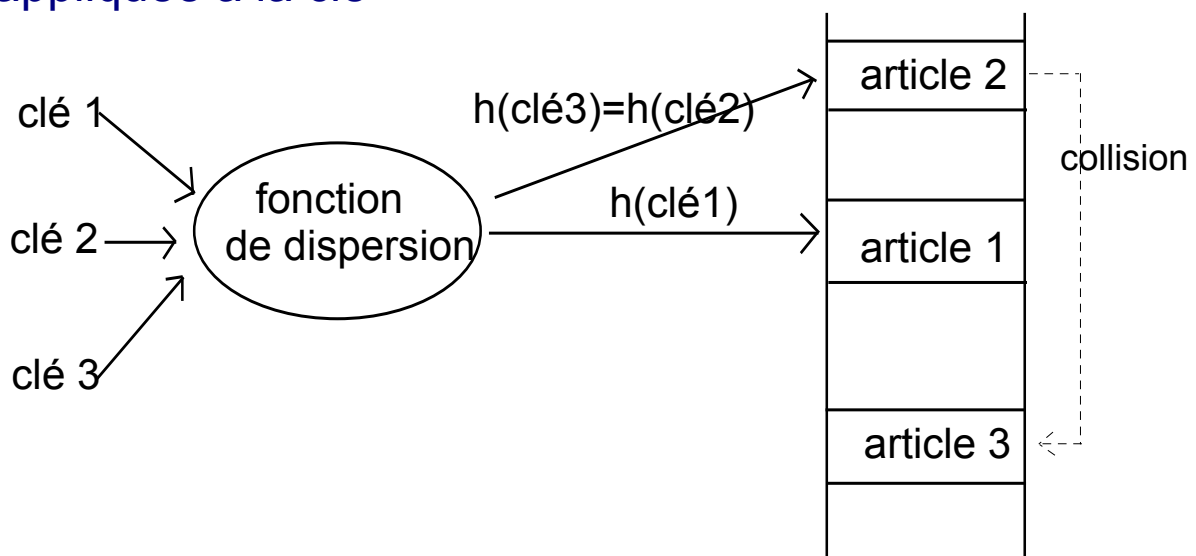 clé 1
clé 2
clé 3
fonction
de dispersion
h(clé3)=h(clé2)
h(clé1)
article 2
article 1
article 3
collision